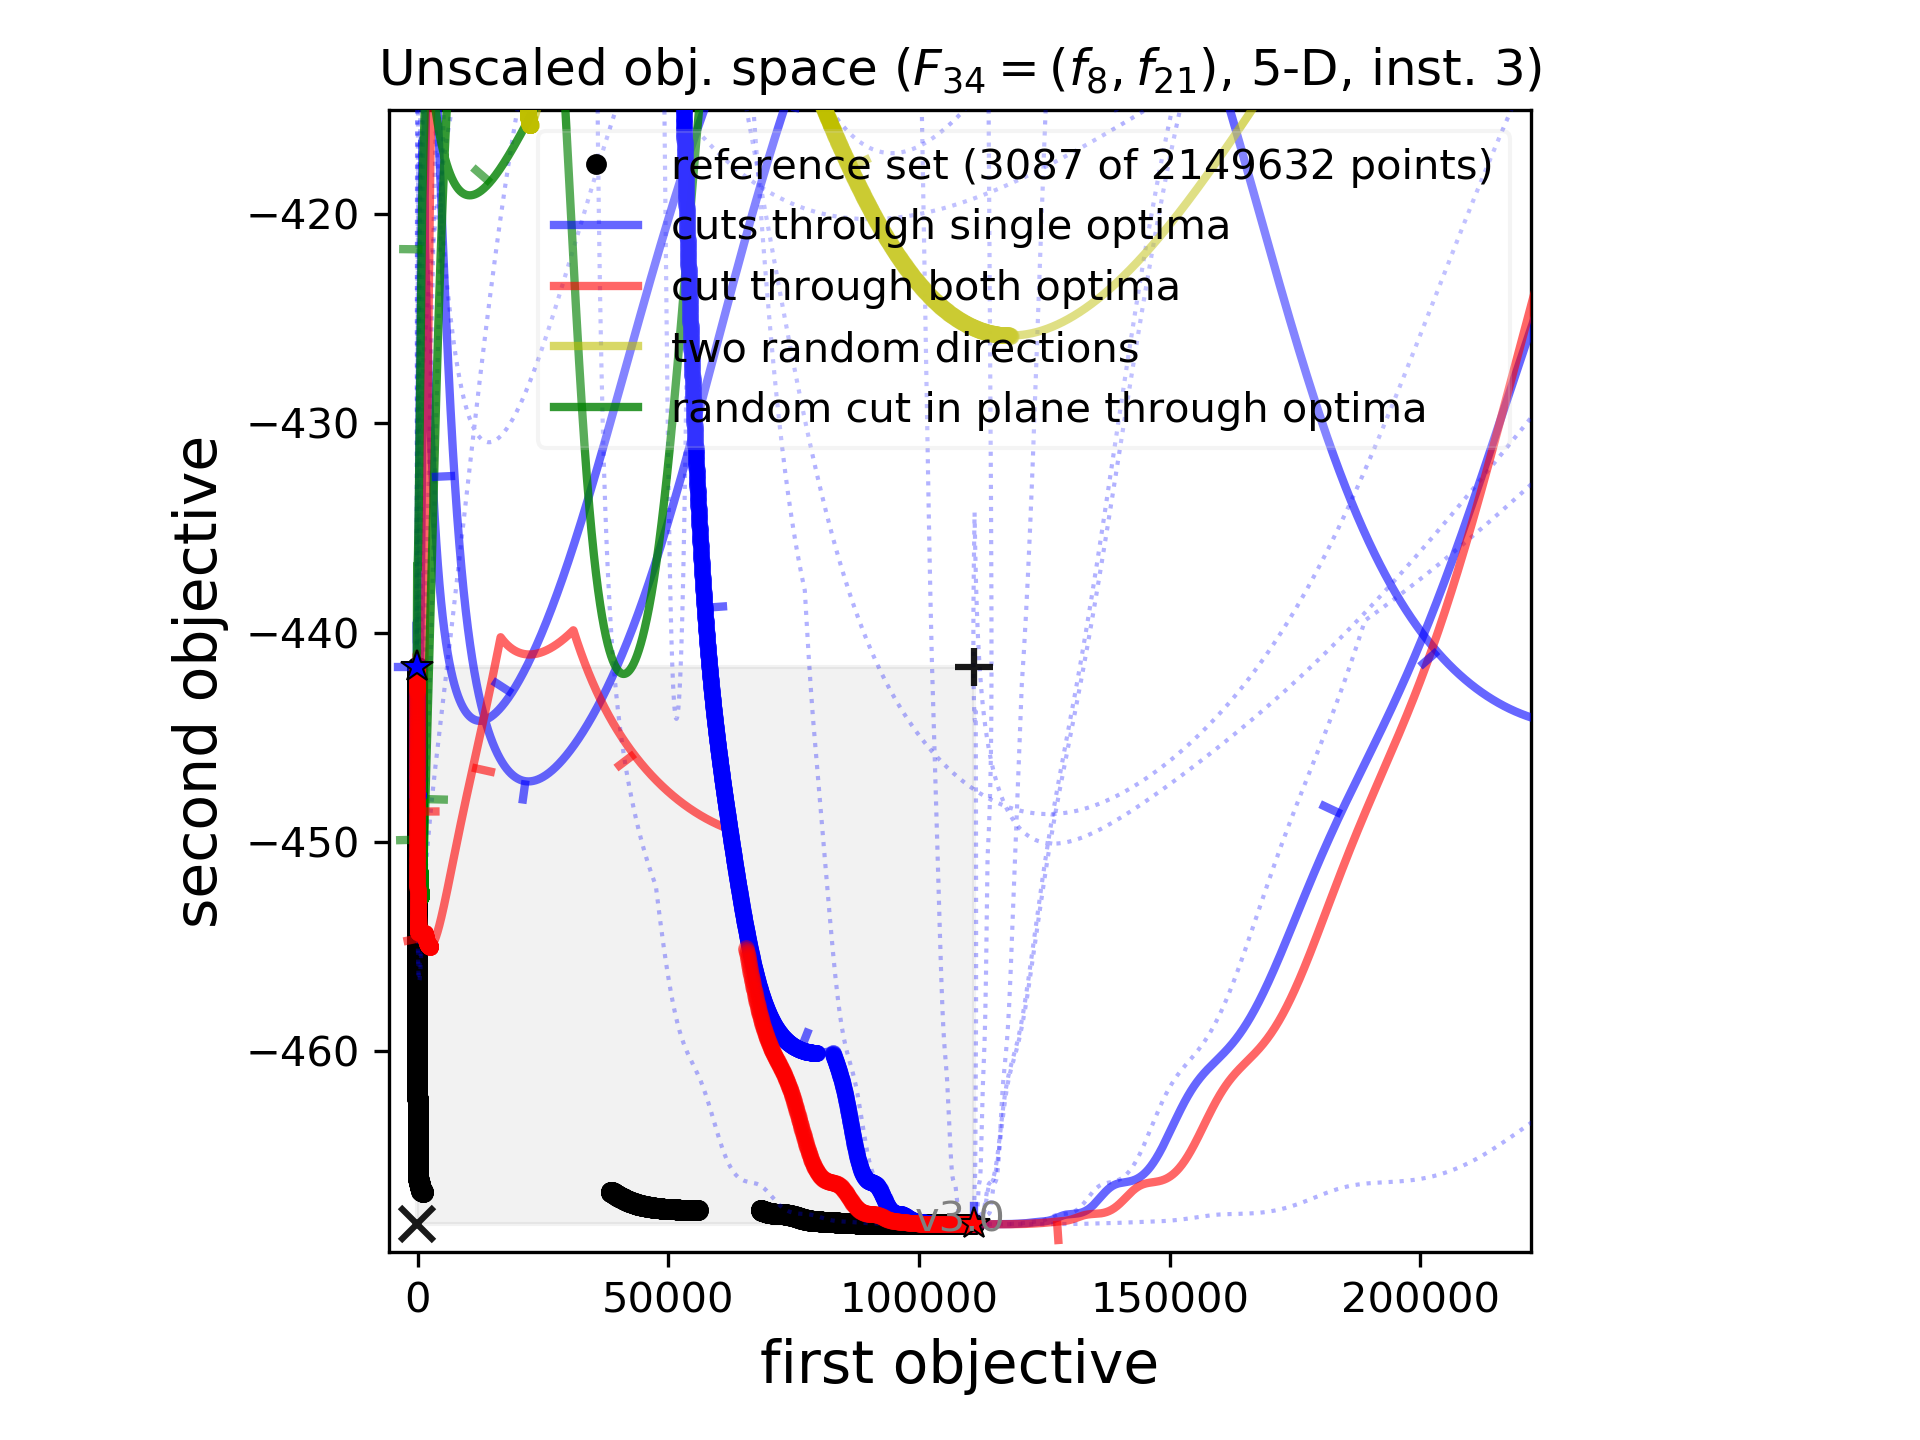 Unscaled obj. space (F₃₄ = (f₈, f₂₁), 5-D, inst. 3)
reference set (3087 of 2149632 points)
cuts through single optima
cut through both optima
two random directions
random cut in plane through optima
−420
−430
−440
−450
−460
second objective
v3.0
0
50000
100000
150000
200000
first objective